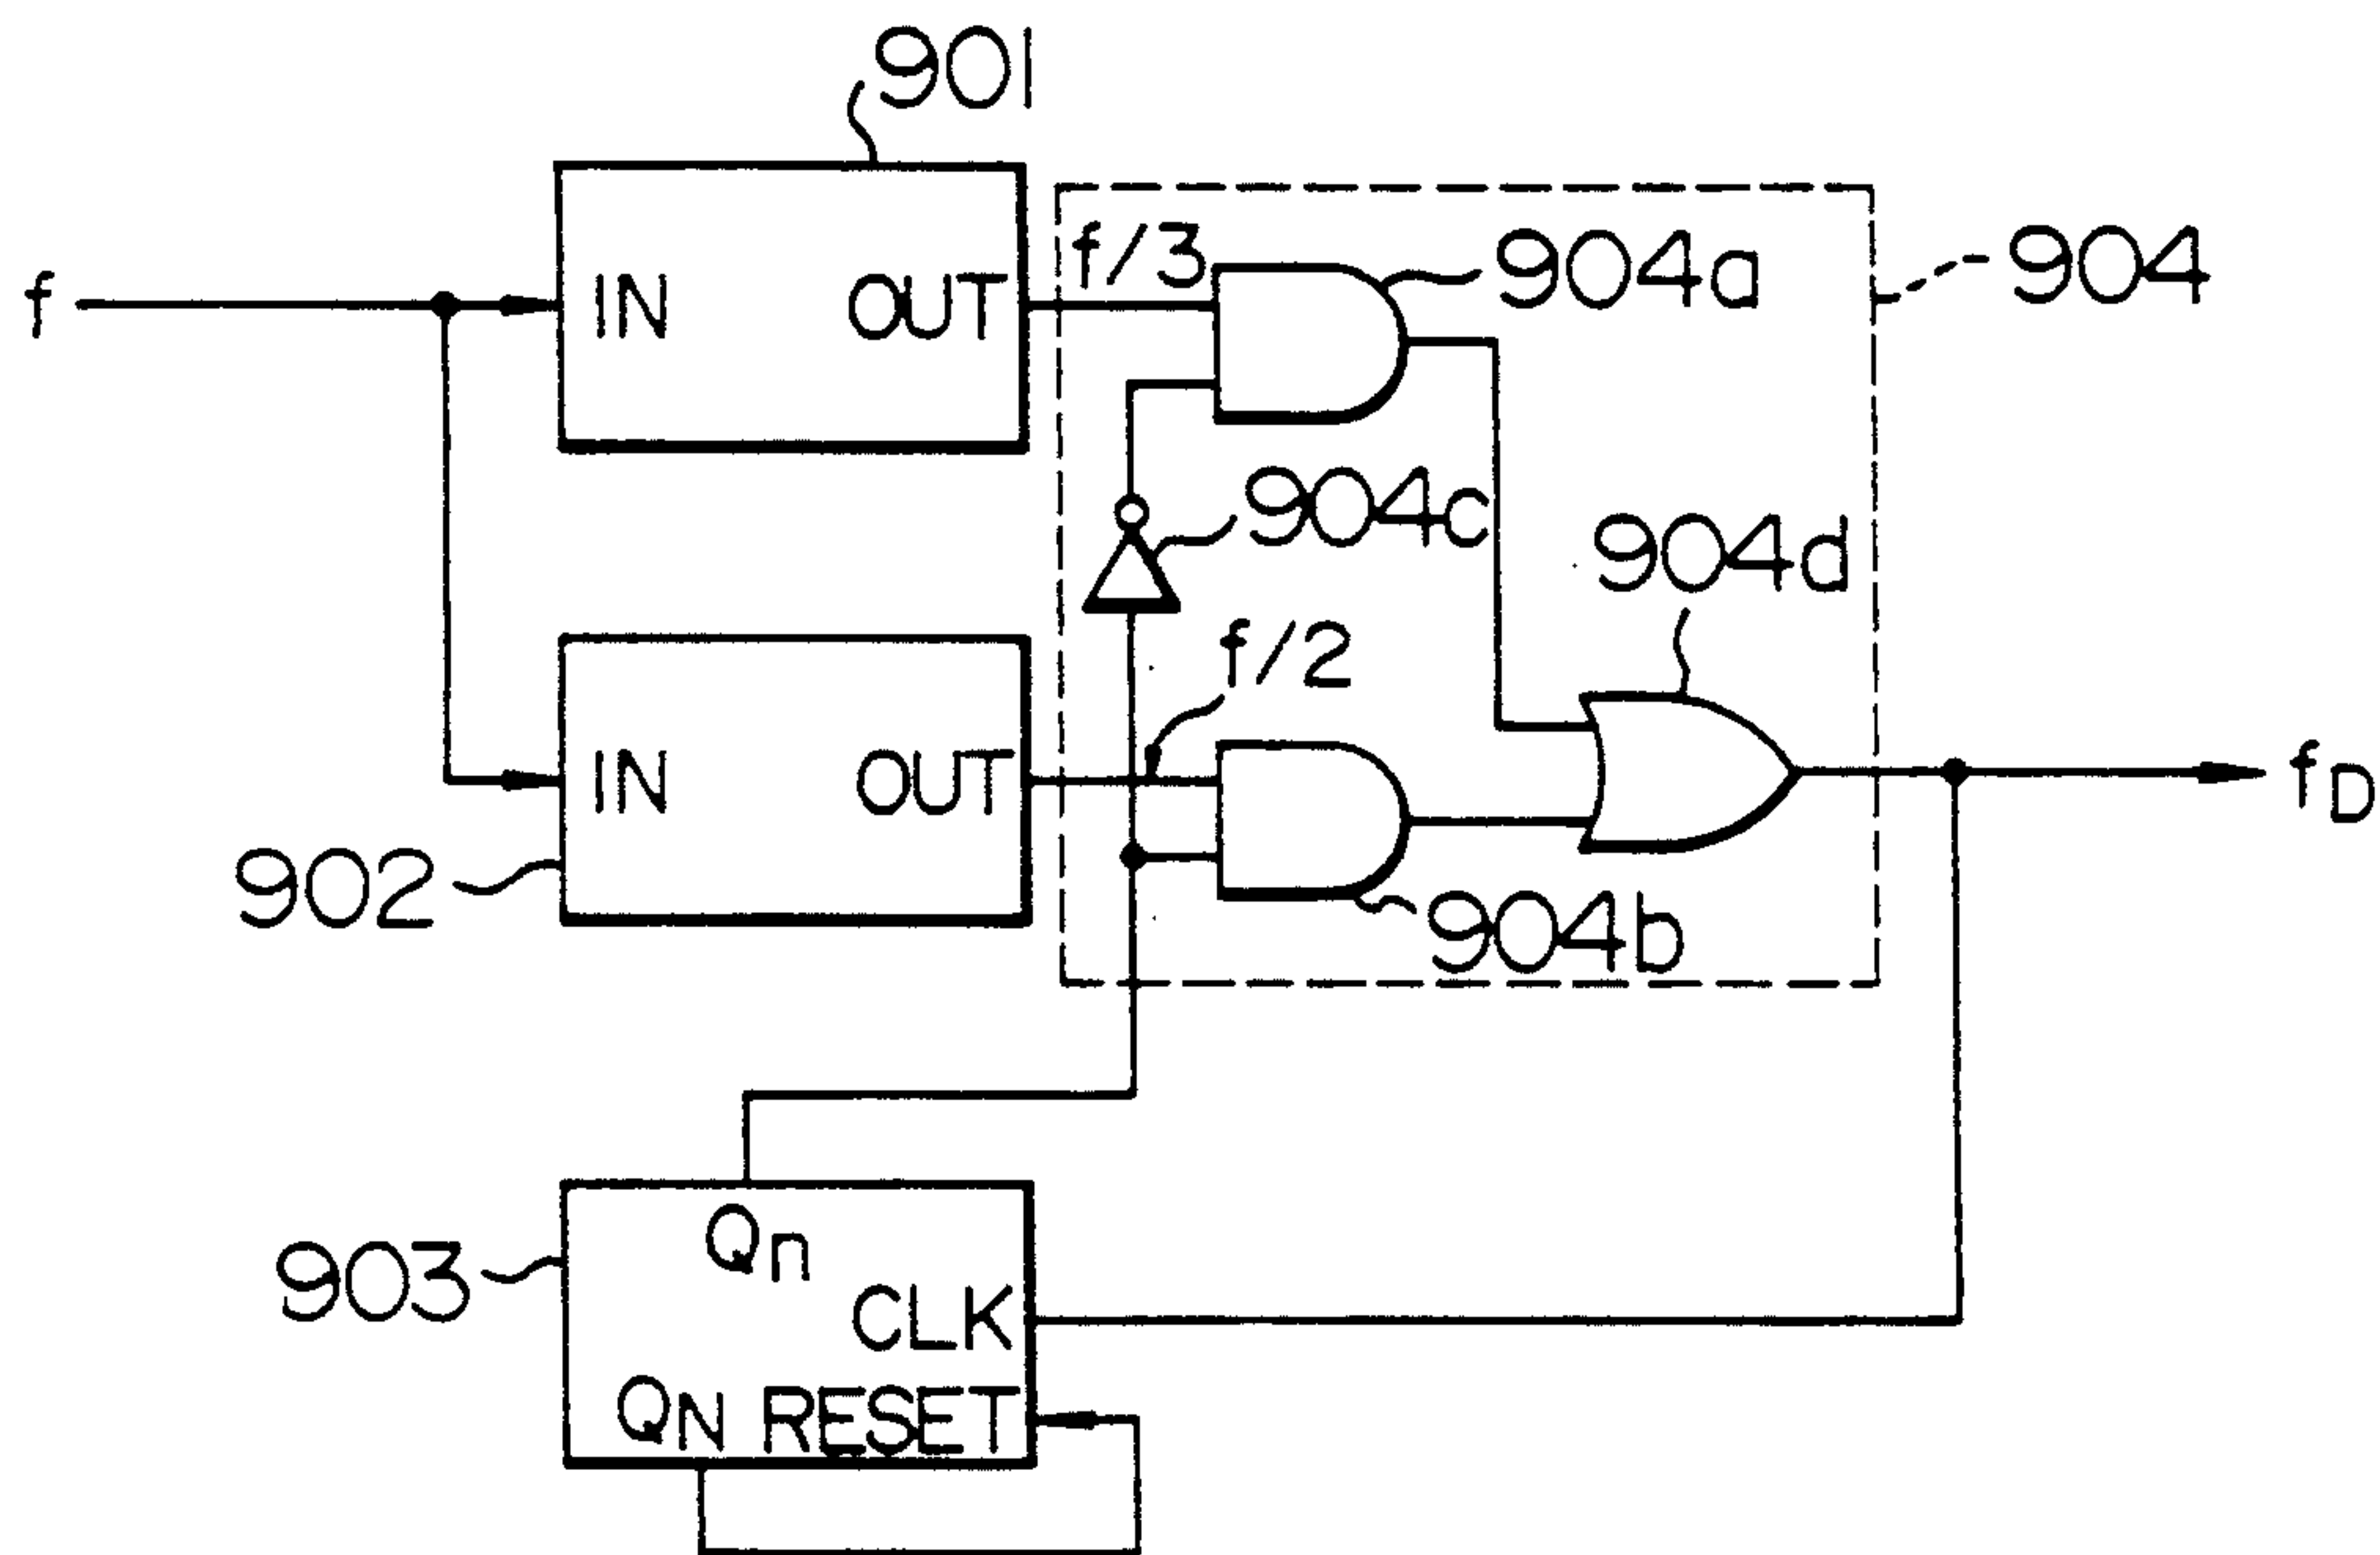 901
f
IN OUT
f/3
904a
904
904c
904d
f/2
IN OUT
fD
902
904b
903
Qn
CLK
QN RESET